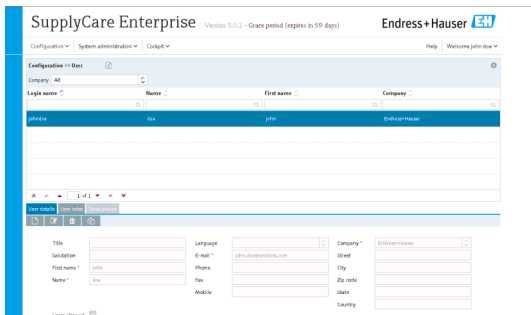 SupplyCare Enterprise Version 3.0.1 - Grace period (expires in 59 days) Endress+Hauser EH
Configuration System administration Cockpit Help Welcome john doe
Configuration >> User
Company All
Login name Name First name Company
johndoe doe john Endress+Hauser
1 of 1
User details User roles
Title Language Company * Endress+Hauser
Salutation E-mail * john.doe@endress.com Street
First name * john Phone City
Name * doe Fax Zip code
Mobile State
Country